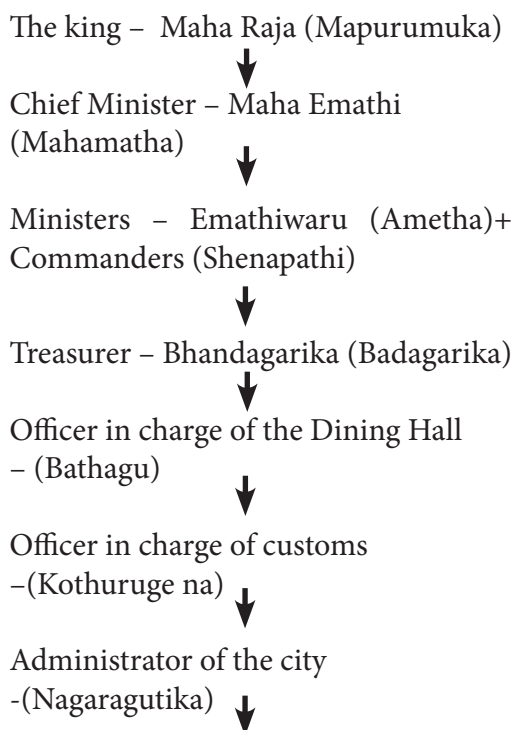 The king – Maha Raja (Mapurumuka)
Chief Minister – Maha Emathi
(Mahamatha)
Ministers – Emathiwaru (Ametha)+
Commanders (Shenapathi)
Treasurer – Bhandagarika (Badagarika)
Officer in charge of the Dining Hall
– (Bathagu)
Officer in charge of customs
–(Kothuruge na)
Administrator of the city
-(Nagaragutika)